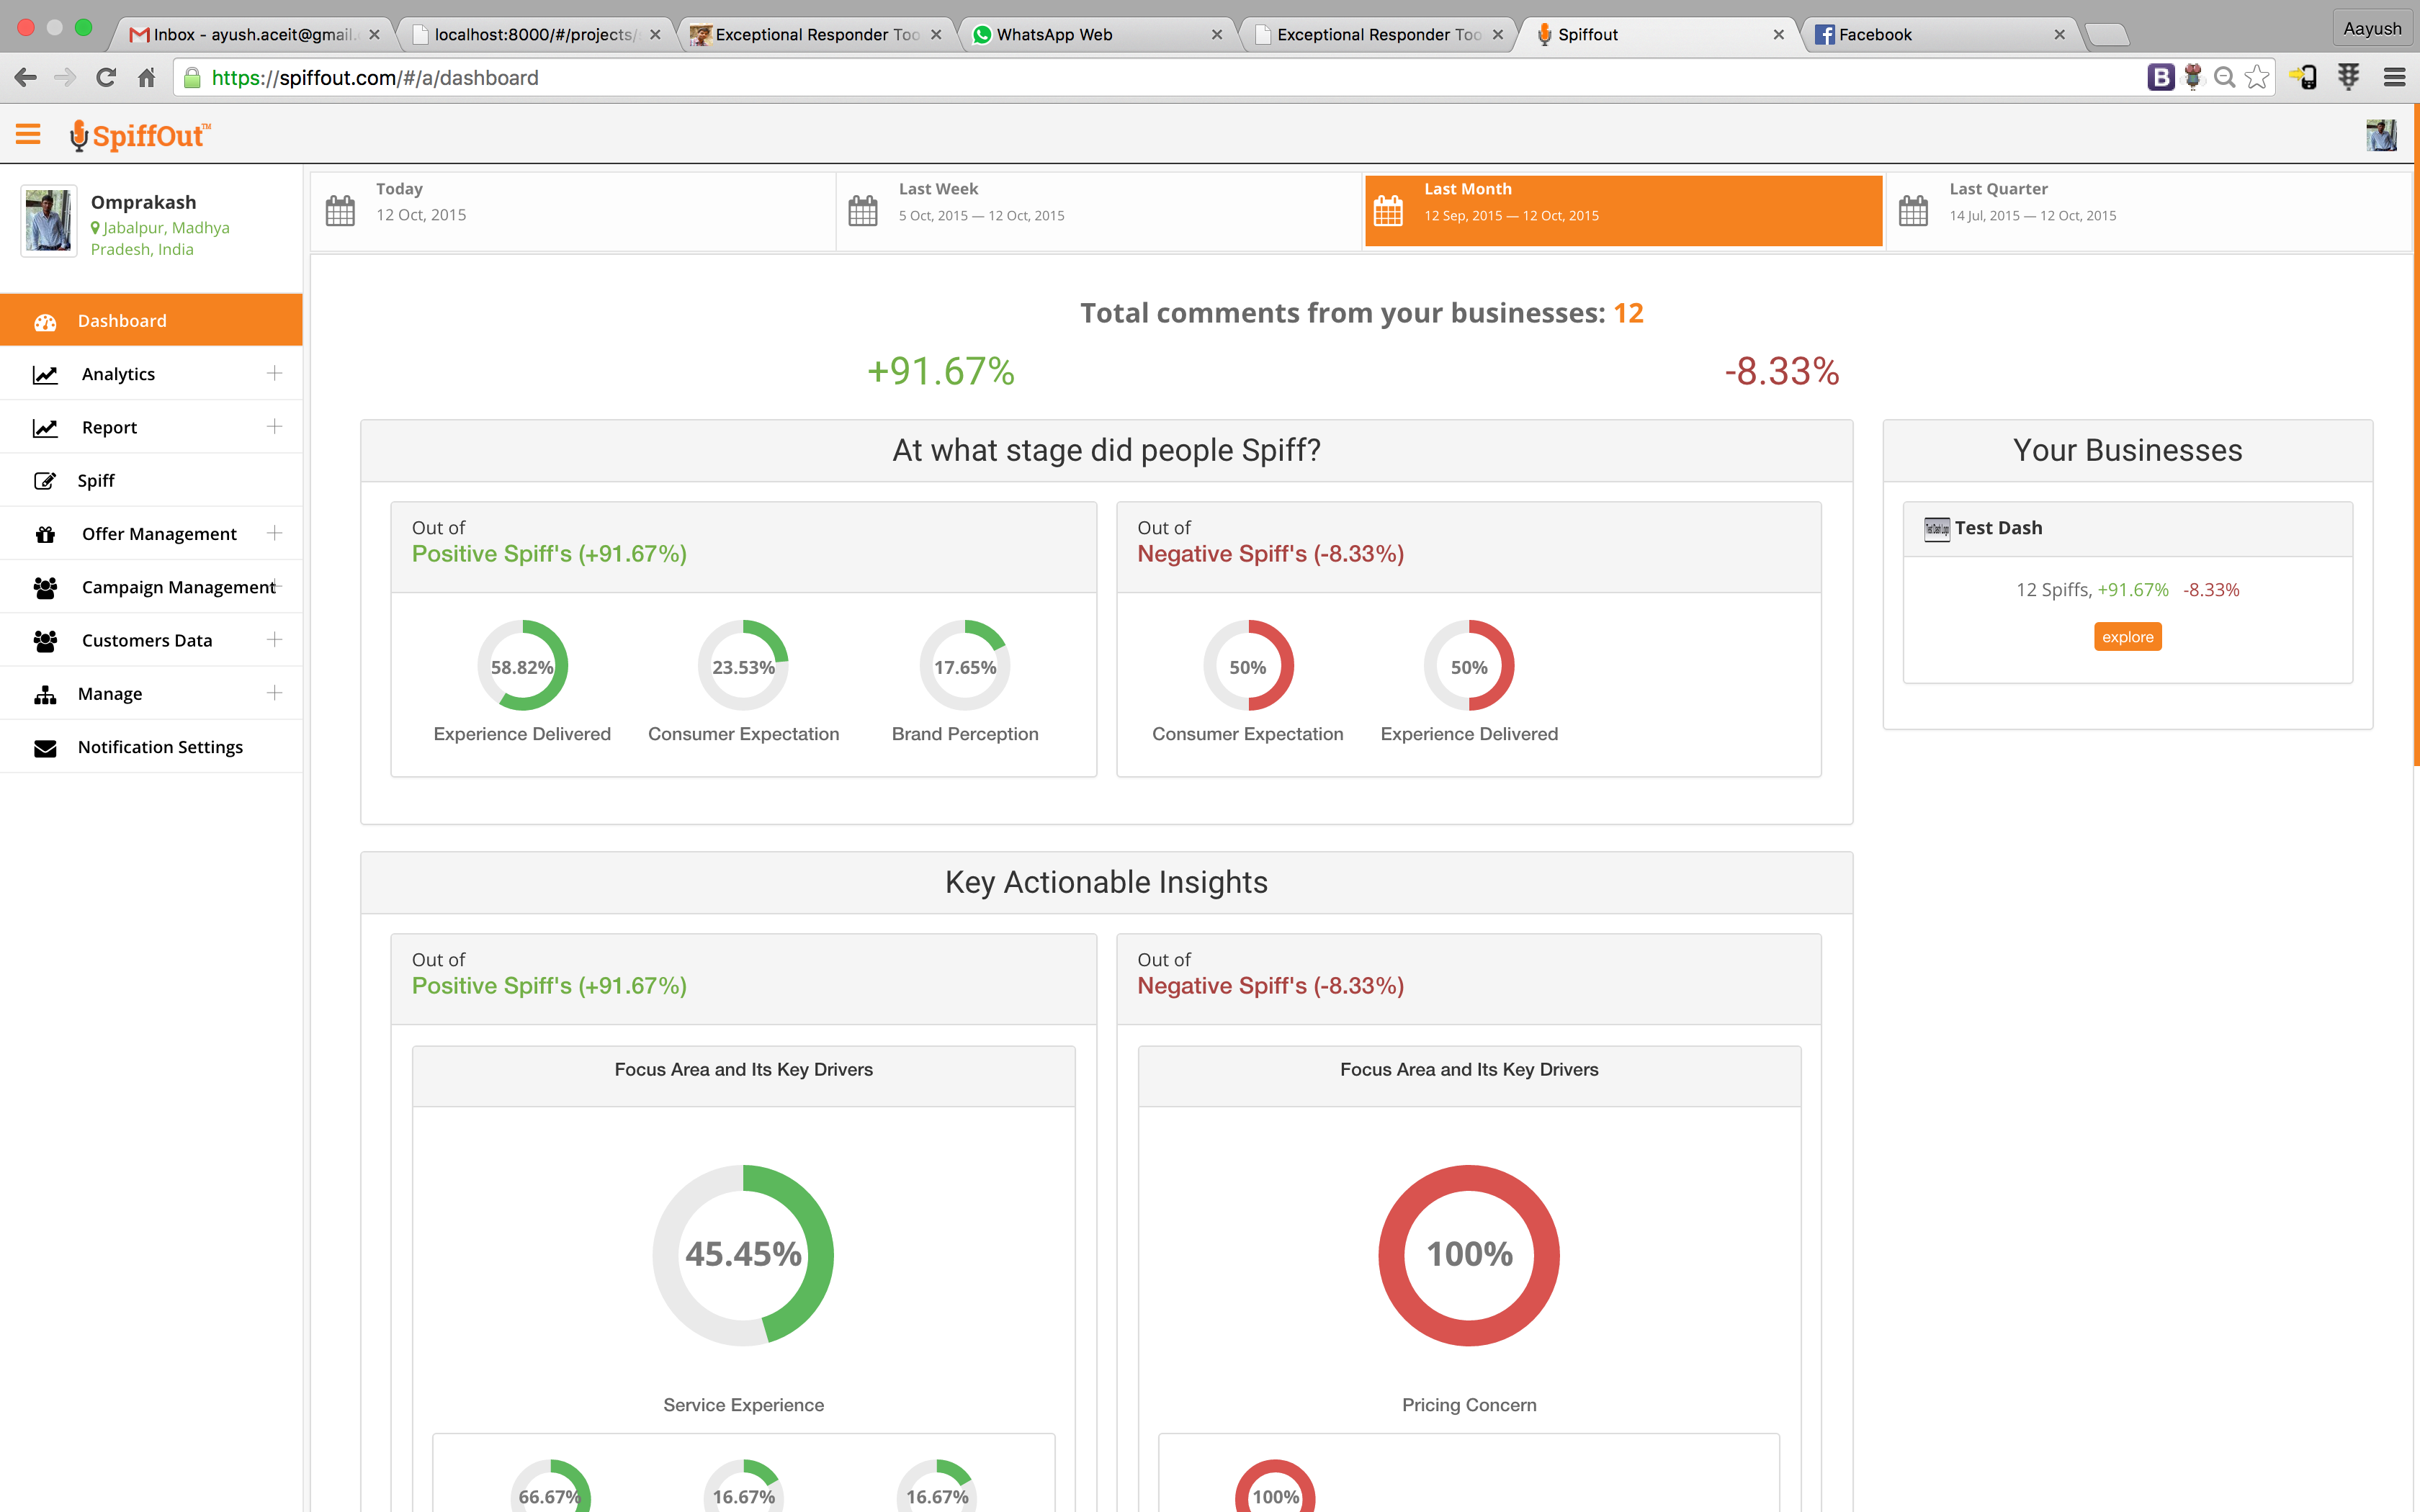 Inbox - ayush.aceit@gmail.
localhost:8000/#/projects/
Exceptional Responder Too
WhatsApp Web
Exceptional Responder Too
Spiffout
Facebook
Aayush
https://spiffout.com/#/a/dashboard
SpiffOut™
Omprakash
Jabalpur, Madhya
Pradesh, India
Dashboard
Analytics
Report
Spiff
Offer Management
Campaign Management
Customers Data
Manage
Notification Settings
Today
12 Oct, 2015
Last Week
5 Oct, 2015 — 12 Oct, 2015
Last Month
12 Sep, 2015 — 12 Oct, 2015
Last Quarter
14 Jul, 2015 — 12 Oct, 2015
Total comments from your businesses: 12
+91.67%
-8.33%
At what stage did people Spiff?
Out of
Positive Spiff's (+91.67%)
58.82%
23.53%
17.65%
Experience Delivered
Consumer Expectation
Brand Perception
Out of
Negative Spiff's (-8.33%)
50%
50%
Consumer Expectation
Experience Delivered
Your Businesses
Test Dash Logo
Test Dash
12 Spiffs, +91.67% -8.33%
explore
Key Actionable Insights
Out of
Positive Spiff's (+91.67%)
Focus Area and Its Key Drivers
45.45%
Service Experience
66.67%
16.67%
16.67%
Out of
Negative Spiff's (-8.33%)
Focus Area and Its Key Drivers
100%
Pricing Concern
100%